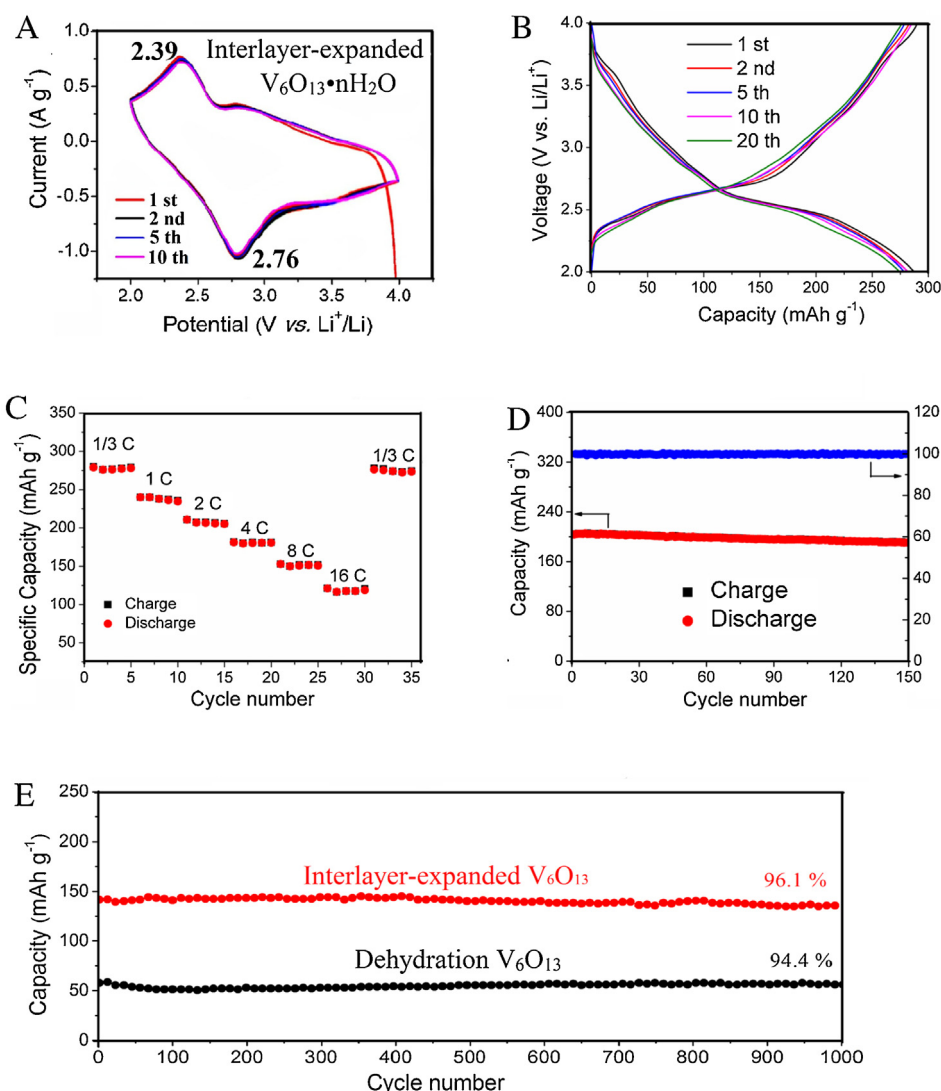 A
2.39
Interlayer-expanded
V₆O₁₃•nH₂O
1.0
0.5
0.0
-0.5
-1.0
Current (A g⁻¹)
1 st
2 nd
5 th
10 th
2.76
2.0 2.5 3.0 3.5 4.0
Potential (V vs. Li⁺/Li)
B
4.0
3.5
3.0
2.5
2.0
Voltage (V vs. Li/Li⁺)
1 st
2 nd
5 th
10 th
20 th
0 50 100 150 200 250 300
Capacity (mAh g⁻¹)
C
350
300
250
200
150
100
50
Specific Capacity (mAh g⁻¹)
1/3 C
1 C
2 C
4 C
8 C
16 C
1/3 C
Charge
Discharge
0 5 10 15 20 25 30 35
Cycle number
D
400
320
240
160
80
0
Capacity (mAh g⁻¹)
120
100
80
60
40
20
0
Charge
Discharge
0 30 60 90 120 150
Cycle number
E
250
200
150
100
50
0
Capacity (mAh g⁻¹)
Interlayer-expanded V₆O₁₃
96.1 %
Dehydration V₆O₁₃
94.4 %
0 100 200 300 400 500 600 700 800 900 1000
Cycle number